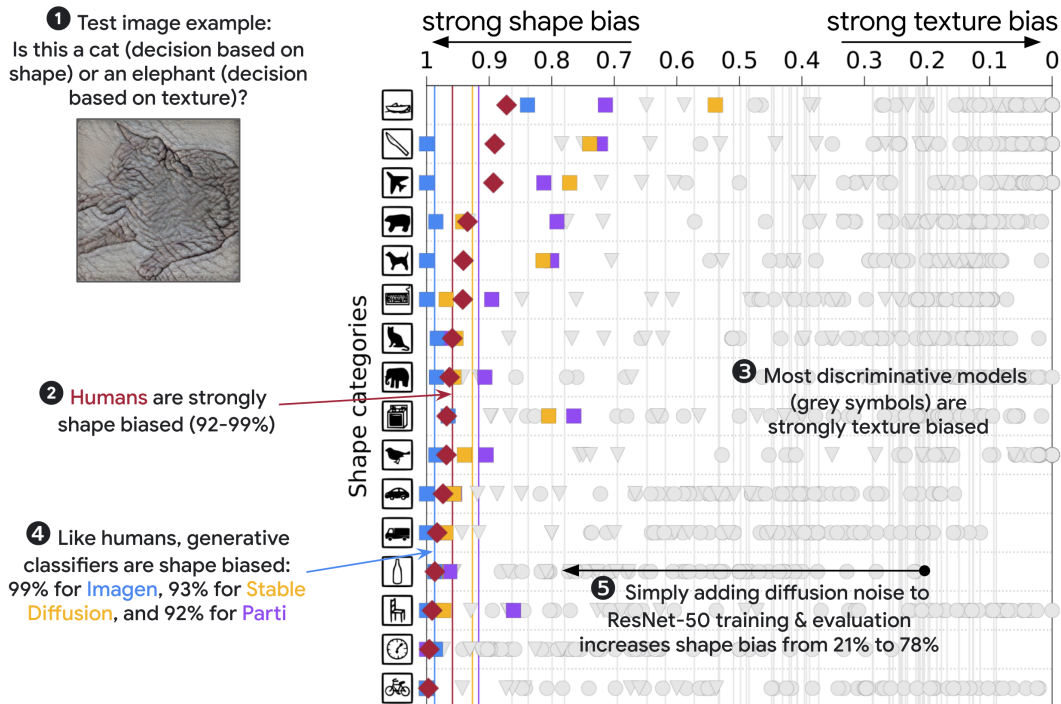 1 Test image example:
Is this a cat (decision based on
shape) or an elephant (decision
based on texture)?
strong shape bias
strong texture bias
1 0.9 0.8 0.7 0.6 0.5 0.4 0.3 0.2 0.1 0
Shape categories
2 Humans are strongly
shape biased (92-99%)
3 Most discriminative models
(grey symbols) are
strongly texture biased
4 Like humans, generative
classifiers are shape biased:
99% for Imagen, 93% for Stable
Diffusion, and 92% for Parti
5 Simply adding diffusion noise to
ResNet-50 training & evaluation
increases shape bias from 21% to 78%